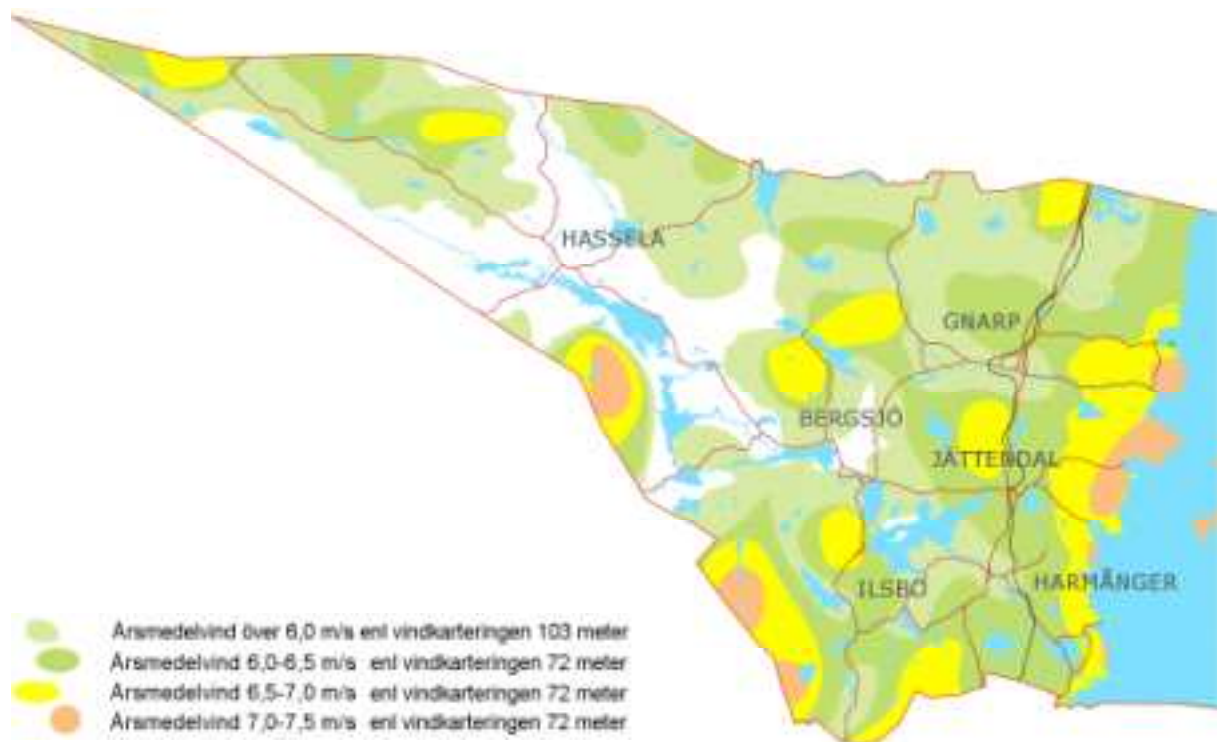 HASSELA
GNARP
BERGSJÖ
JÄTTENDAL
ILSBO
HARMÅNGER
Årsmedelvind över 6,0 m/s enl vindkarteringen 103 meter
Årsmedelvind 6,0-6,5 m/s enl vindkarteringen 72 meter
Årsmedelvind 6,5-7,0 m/s enl vindkarteringen 72 meter
Årsmedelvind 7,0-7,5 m/s enl vindkarteringen 72 meter